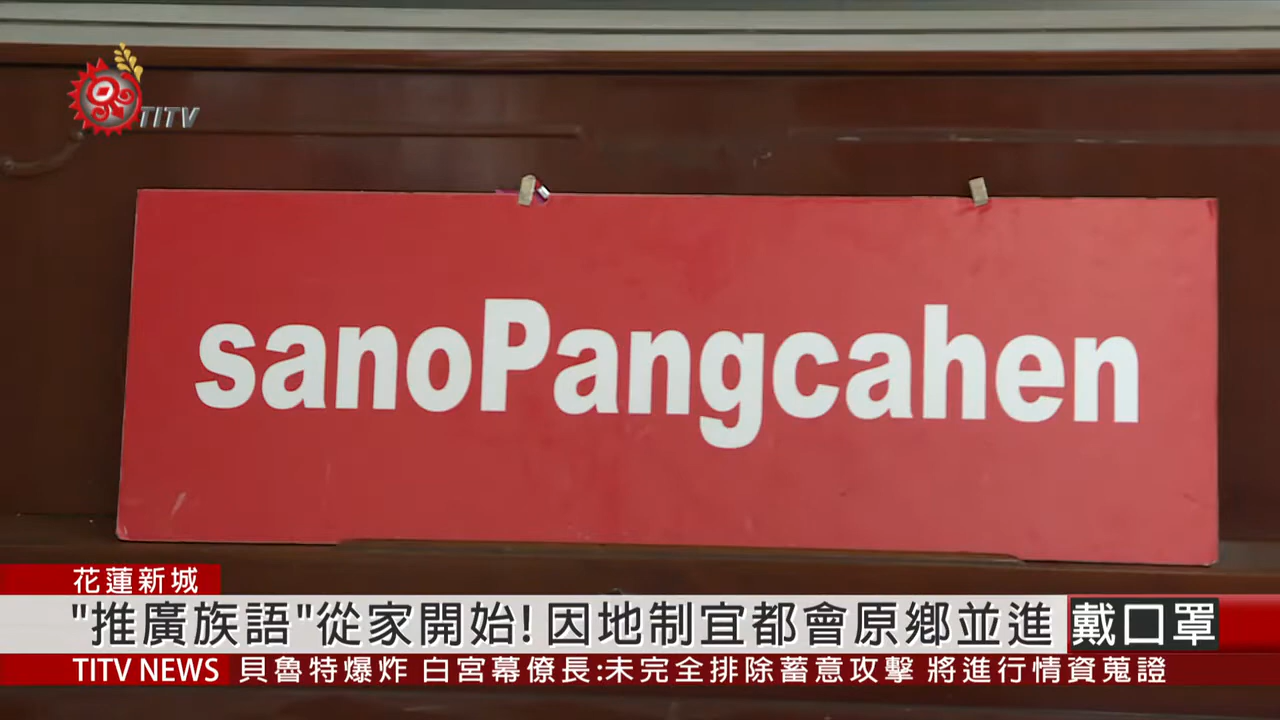 TITV
sanoPangcahen
花蓮新城
"推廣族語"從家開始!因地制宜都會原鄉並進
戴口罩
TITV NEWS 貝魯特爆炸 白宮幕僚長:未完全排除蓄意攻擊 將進行情資蒐證